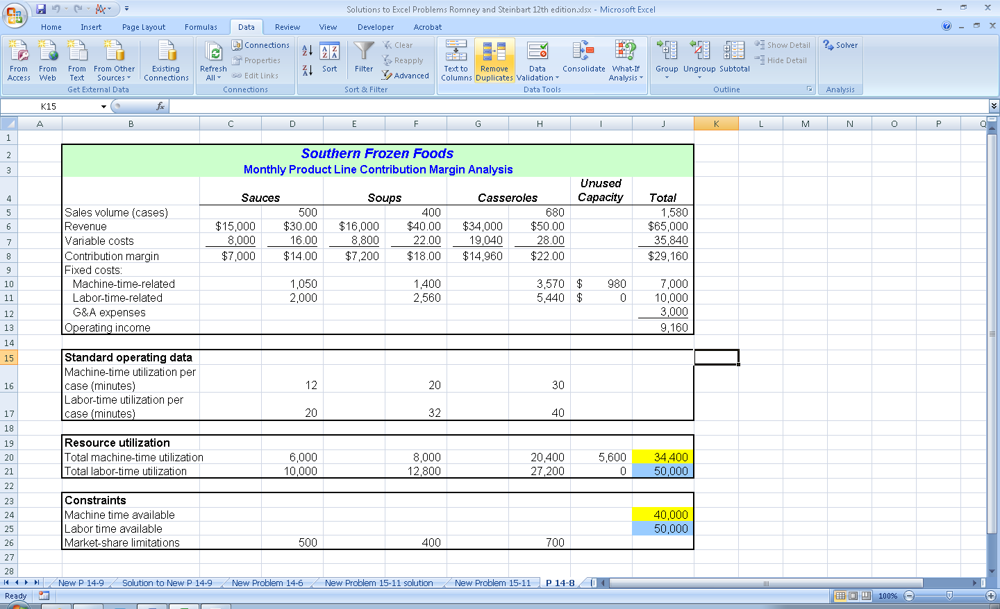 Solutions to Excel Problems Romney and Steinbart 12th edition.xlsx - Microsoft Excel
Home Insert Page Layout Formulas Data Review View Developer Acrobat
From Access From Web From Text From Other Sources Existing Connections Refresh All Connections Properties Edit Links Sort Filter Clear Reapply Advanced Text to Columns Remove Duplicates Data Validation Consolidate What-If Analysis Group Ungroup Subtotal Show Detail Hide Detail Solver
Get External Data Connections Sort & Filter Data Tools Outline Analysis
K15 fx
A B C D E F G H I J K L M N O P Q
1
2 Southern Frozen Foods
3 Monthly Product Line Contribution Margin Analysis
4 Sauces Soups Casseroles Unused Capacity Total
5 Sales volume (cases) 500 400 680 1,580
6 Revenue $15,000 $30.00 $16,000 $40.00 $34,000 $50.00 $65,000
7 Variable costs 8,000 16.00 8,800 22.00 19,040 28.00 35,840
8 Contribution margin $7,000 $14.00 $7,200 $18.00 $14,960 $22.00 $29,160
9 Fixed costs:
10 Machine-time-related 1,050 1,400 3,570 $ 980 7,000
11 Labor-time-related 2,000 2,560 5,440 $ 0 10,000
12 G&A expenses 3,000
13 Operating income 9,160
14
15 Standard operating data
Machine-time utilization per
16 case (minutes) 12 20 30
Labor-time utilization per
17 case (minutes) 20 32 40
18
19 Resource utilization
20 Total machine-time utilization 6,000 8,000 20,400 5,600 34,400
21 Total labor-time utilization 10,000 12,800 27,200 0 50,000
22
23 Constraints
24 Machine time available 40,000
25 Labor time available 50,000
26 Market-share limitations 500 400 700
27
28
New P 14-9 Solution to New P 14-9 New Problem 14-6 New Problem 15-11 solution New Problem 15-11 P 14-8
Ready 100%